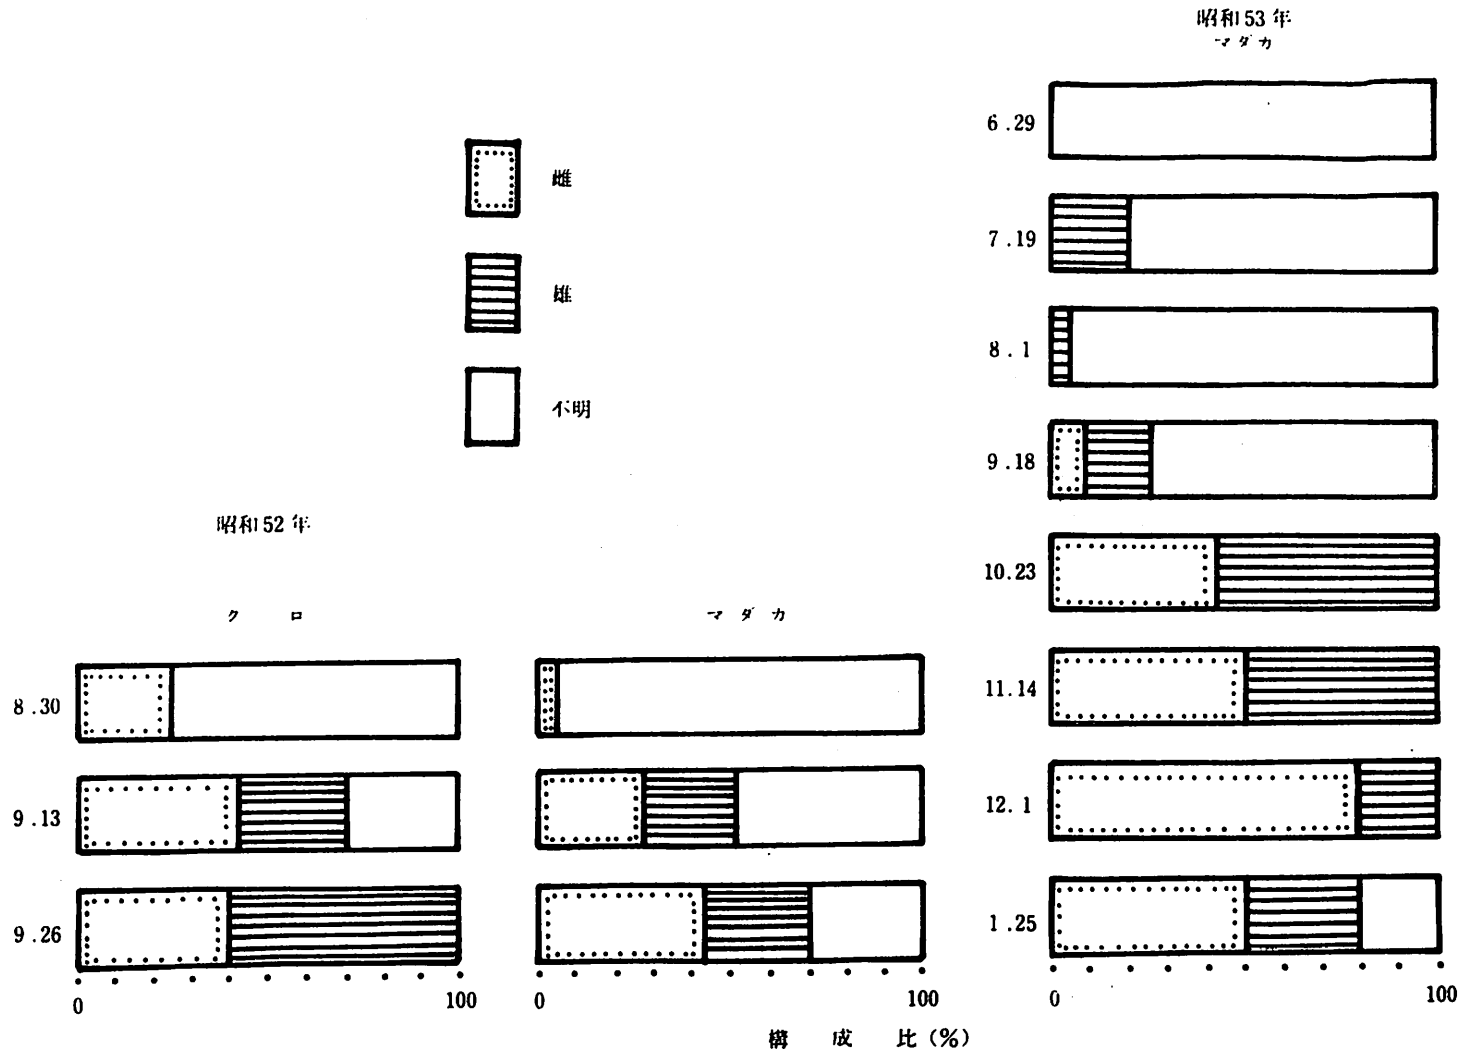 昭和53年
マダカ
6.29
7.19
8.1
9.18
10.23
11.14
12.1
1.25
0 100
雌
雄
不明
昭和52年
クロ
8.30
9.13
9.26
0 100
マダカ
0 100
構成比(%)